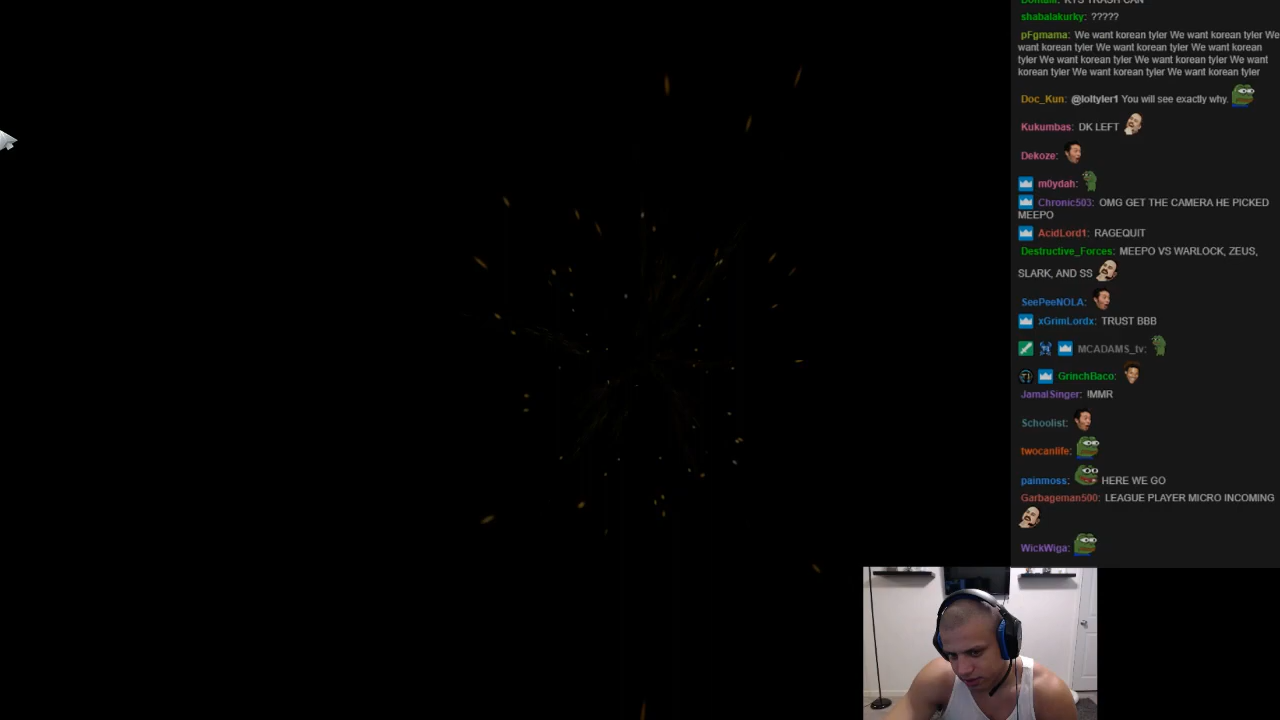 shabalakurky: ?????
pFgmama: We want korean tyler We want korean tyler We
want korean tyler We want korean tyler We want korean
tyler We want korean tyler We want korean tyler We want
korean tyler We want korean tyler We want korean tyler
Doc_Kun: @loltyler1 You will see exactly why.
Kukumbas: DK LEFT
Dekoze:
m0ydah:
Chronic503: OMG GET THE CAMERA HE PICKED
MEEPO
AcidLord1: RAGEQUIT
Destructive_Forces: MEEPO VS WARLOCK, ZEUS,
SLARK, AND SS
SeePeeNOLA:
xGrimLordx: TRUST BBB
MCADAMS_tv:
GrinchBaco:
JamalSinger: !MMR
Schoolist:
twocanlife:
painmoss: HERE WE GO
Garbageman500: LEAGUE PLAYER MICRO INCOMING
WickWiga: